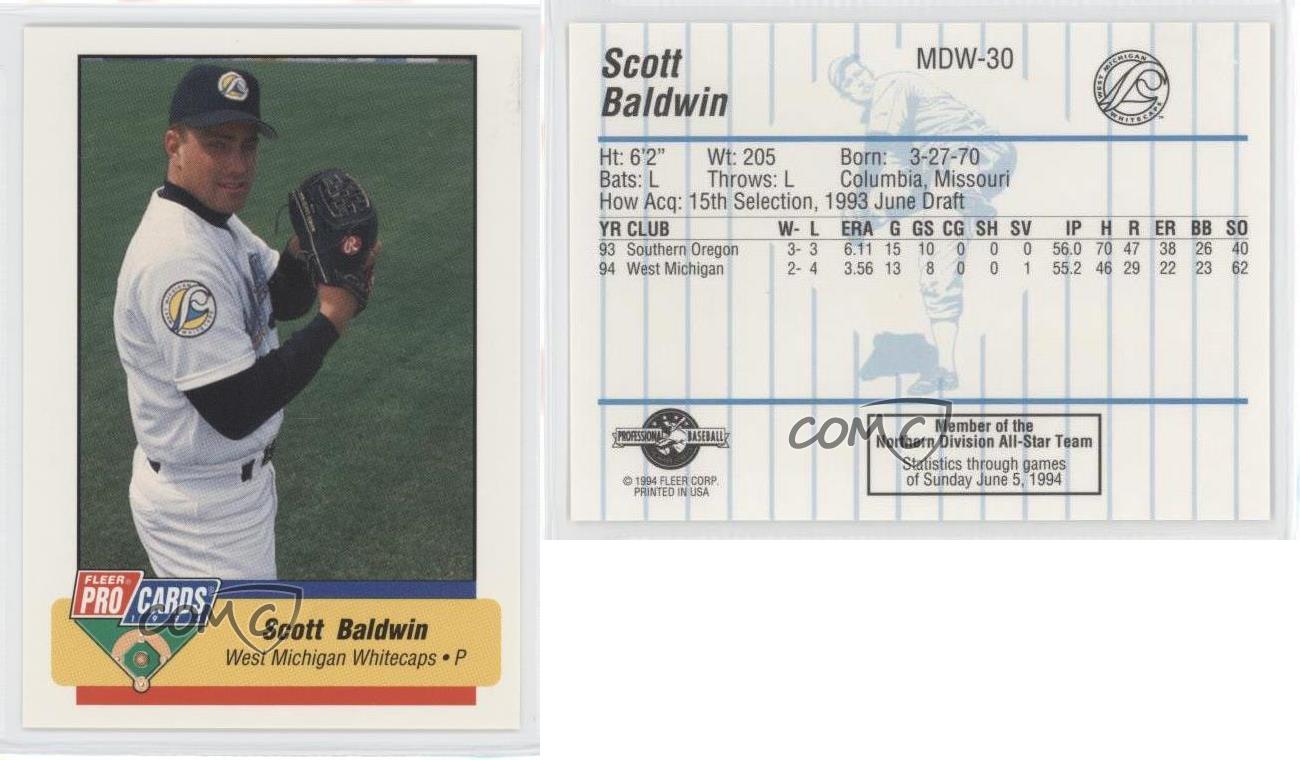 FLEER®
PRO CARDS®
COMC
Scott Baldwin
West Michigan Whitecaps • P
Scott
Baldwin
MDW-30
WEST MICHIGAN
WHITECAPS
Ht: 6'2" Wt: 205 Born: 3-27-70
Bats: L Throws: L Columbia, Missouri
How Acq: 15th Selection, 1993 June Draft
YR CLUB W- L ERA G GS CG SH SV IP H R ER BB SO
93 Southern Oregon 3- 3 6.11 15 10 0 0 0 56.0 70 47 38 26 40
94 West Michigan 2- 4 3.56 13 8 0 0 1 55.2 46 29 22 23 62
PROFESSIONAL BASEBALL
© 1994 FLEER CORP.
PRINTED IN USA
COMC
Member of the
Northern Division All-Star Team
Statistics through games
of Sunday June 5, 1994